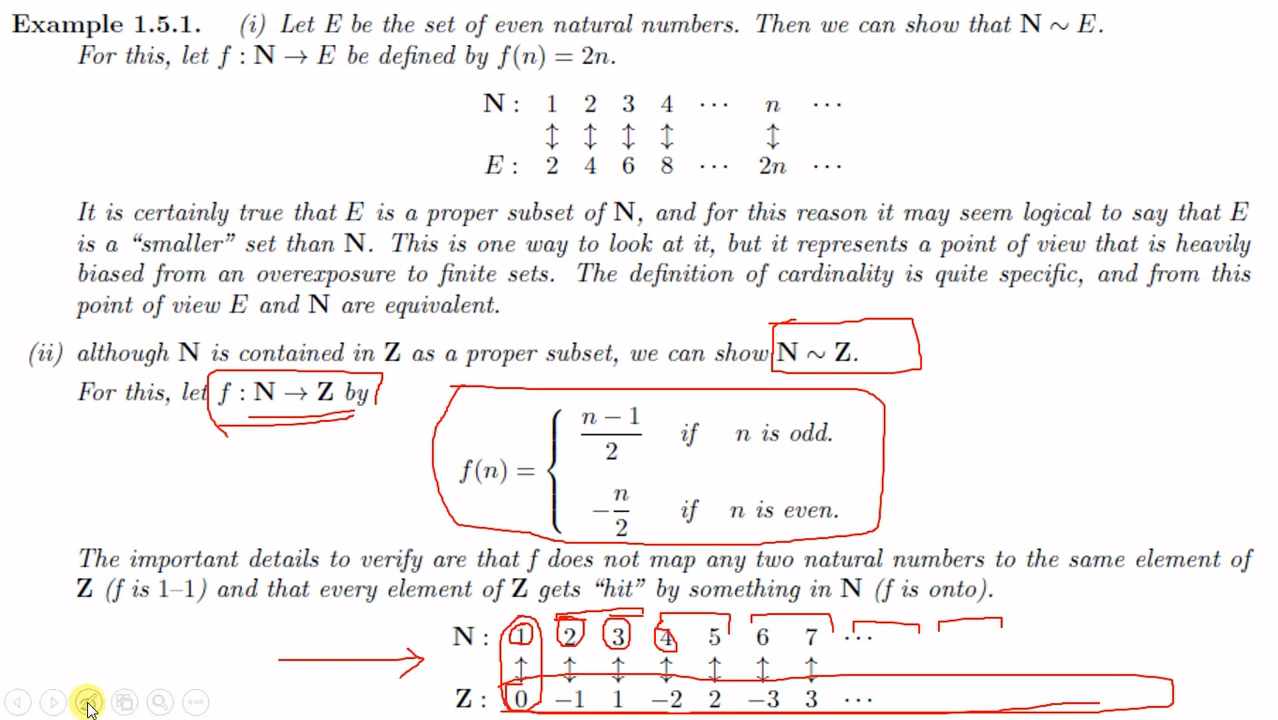 Example 1.5.1. (i) Let E be the set of even natural numbers. Then we can show that N ∼ E.
For this, let f : N → E be defined by f(n) = 2n.
N : 1 2 3 4 ··· n ···
↕ ↕ ↕ ↕ ↕
E : 2 4 6 8 ··· 2n ···
It is certainly true that E is a proper subset of N, and for this reason it may seem logical to say that E
is a “smaller” set than N. This is one way to look at it, but it represents a point of view that is heavily
biased from an overexposure to finite sets. The definition of cardinality is quite specific, and from this
point of view E and N are equivalent.
(ii) although N is contained in Z as a proper subset, we can show N ∼ Z.
For this, let f : N → Z by
f(n) = { (n − 1)/2 if n is odd.
−n/2 if n is even.
The important details to verify are that f does not map any two natural numbers to the same element of
Z (f is 1–1) and that every element of Z gets “hit” by something in N (f is onto).
N : 1 2 3 4 5 6 7 ···
↕ ↕ ↕ ↕ ↕ ↕ ↕
Z : 0 −1 1 −2 2 −3 3 ···